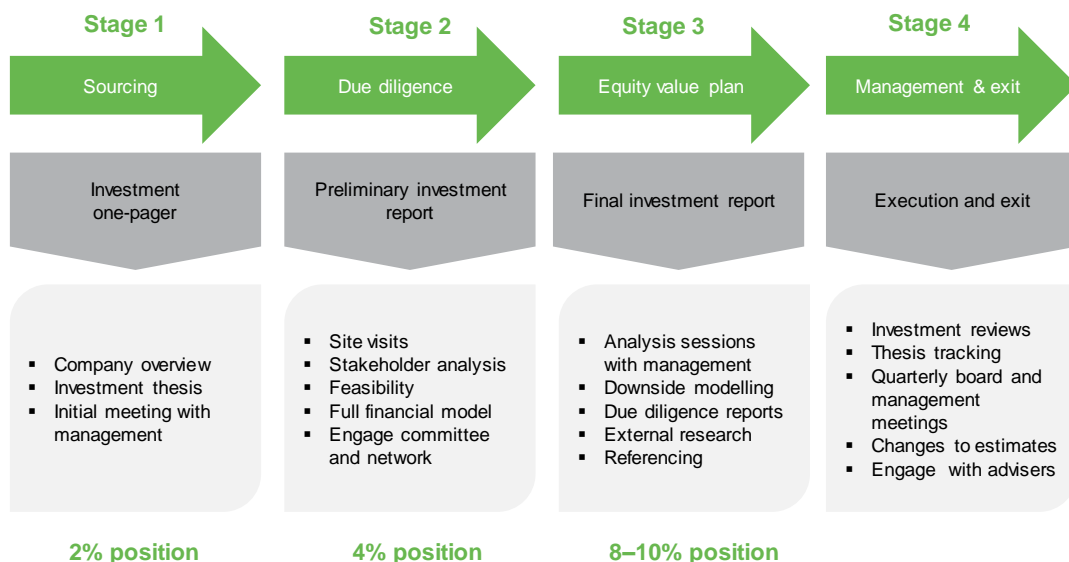 Stage 1
Sourcing
Investment
one-pager
▪ Company overview
▪ Investment thesis
▪ Initial meeting with
management
2% position
Stage 2
Due diligence
Preliminary investment
report
▪ Site visits
▪ Stakeholder analysis
▪ Feasibility
▪ Full financial model
▪ Engage committee
and network
4% position
Stage 3
Equity value plan
Final investment report
▪ Analysis sessions
with management
▪ Downside modelling
▪ Due diligence reports
▪ External research
▪ Referencing
8–10% position
Stage 4
Management & exit
Execution and exit
▪ Investment reviews
▪ Thesis tracking
▪ Quarterly board and
management
meetings
▪ Changes to estimates
▪ Engage with advisers